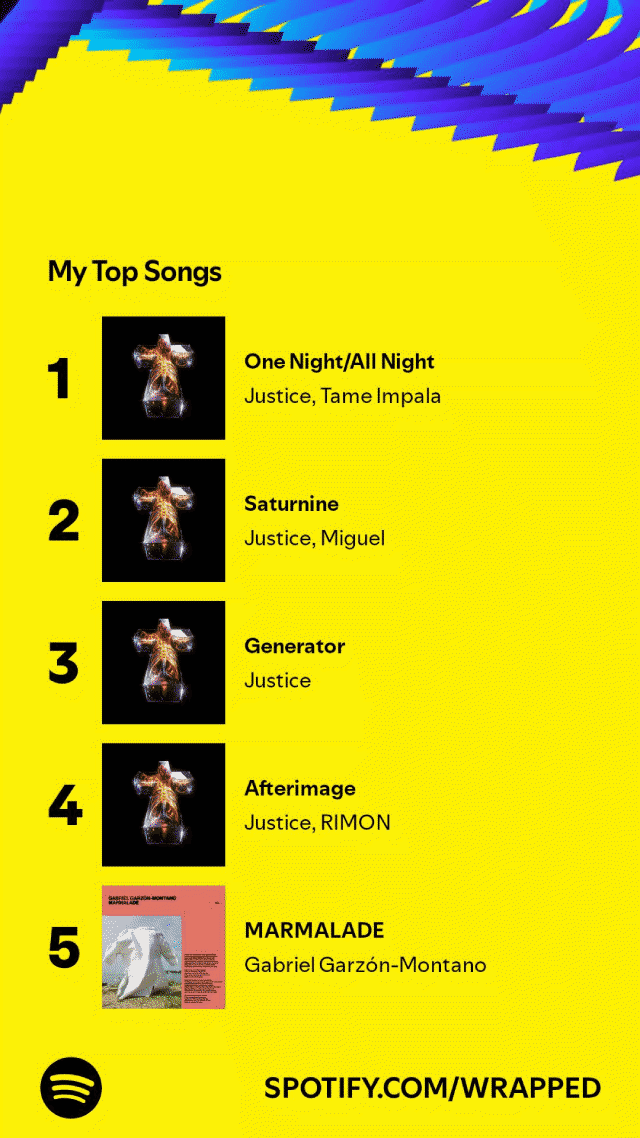 My Top Songs
1
One Night/All Night
Justice, Tame Impala
2
Saturnine
Justice, Miguel
3
Generator
Justice
4
Afterimage
Justice, RIMON
5
GABRIEL GARZÓN-MONTANO
MARMALADE
MARMALADE
Gabriel Garzón-Montano
SPOTIFY.COM/WRAPPED